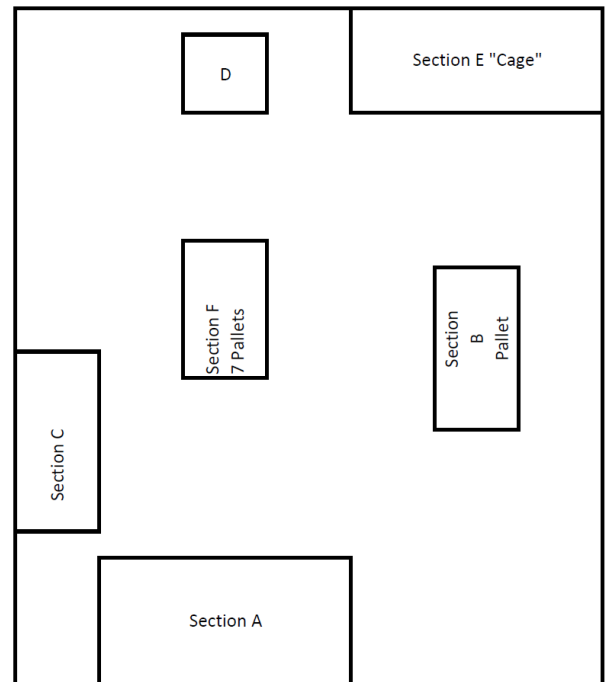 D
Section E "Cage"
Section F
7 Pallets
Section
B
Pallet
Section C
Section A